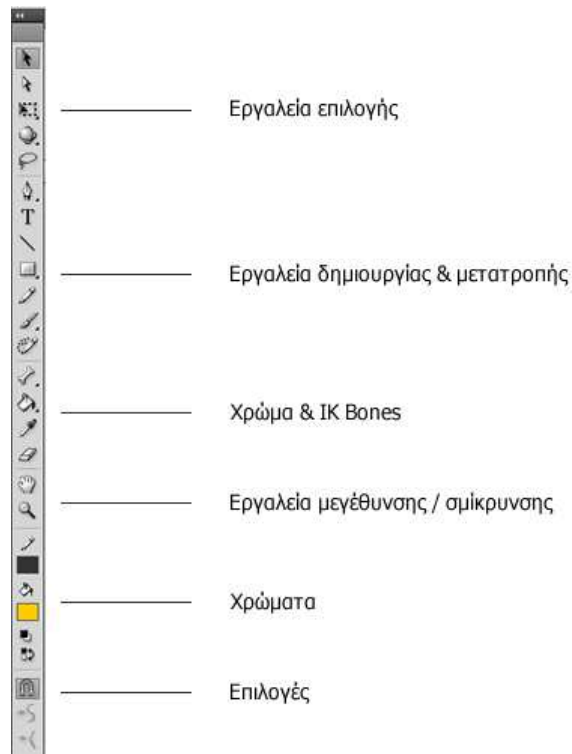 Εργαλεία επιλογής
T
Εργαλεία δημιουργίας & μετατροπής
Χρώμα & IK Bones
Εργαλεία μεγέθυνσης / σμίκρυνσης
Χρώματα
Επιλογές